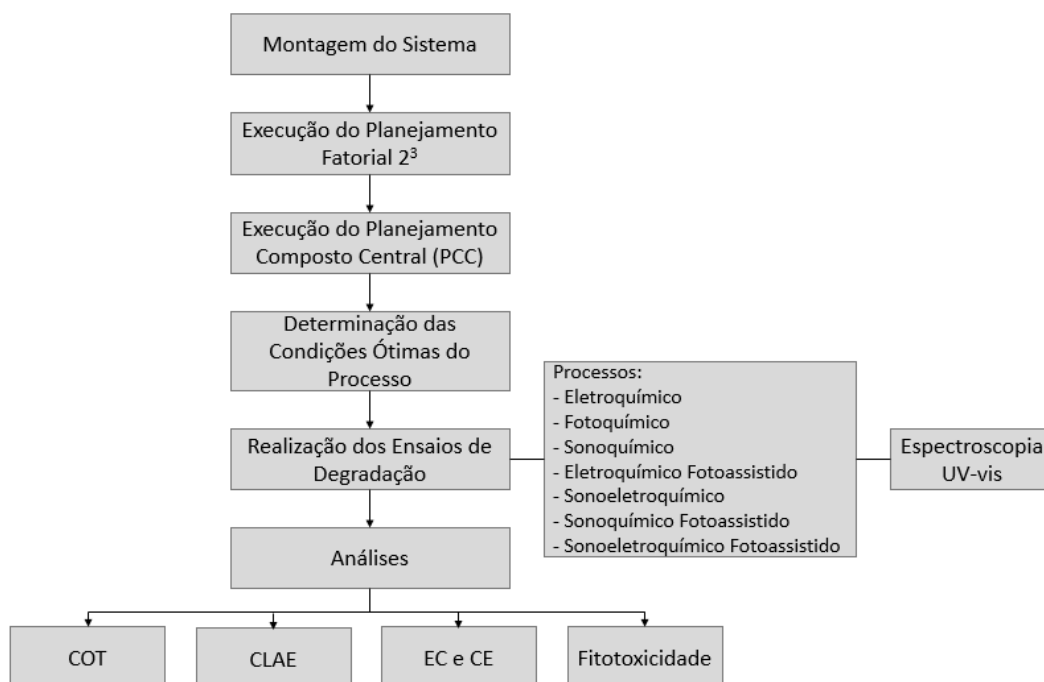 Montagem do Sistema
Execução do Planejamento
Fatorial 2³
Execução do Planejamento
Composto Central (PCC)
Determinação das
Condições Ótimas do
Processo
Realização dos Ensaios de
Degradação
Processos:
- Eletroquímico
- Fotoquímico
- Sonoquímico
- Eletroquímico Fotoassistido
- Sonoeletroquímico
- Sonoquímico Fotoassistido
- Sonoeletroquímico Fotoassistido
Espectroscopia
UV-vis
Análises
COT
CLAE
EC e CE
Fitotoxicidade